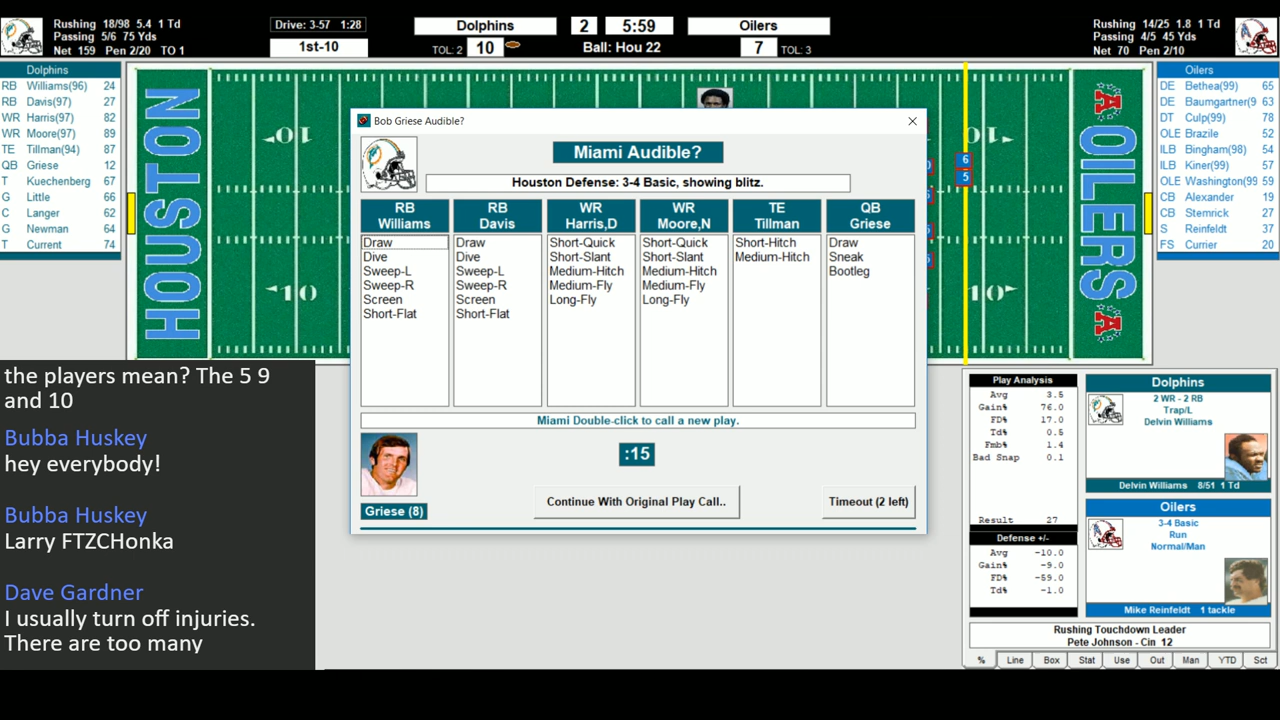 Rushing 18/98 5.4 1 Td
Passing 5/6 75 Yds
Net 159 Pen 2/20 TO 1
Drive: 3-57 1:28
1st-10
Dolphins
2
5:59
Oilers
TOL: 2
10
Ball: Hou 22
7
TOL: 3
Rushing 14/25 1.8 1 Td
Passing 4/5 45 Yds
Net 70 Pen 2/10
Dolphins
RB Williams(96) 24
RB Davis(97) 27
WR Harris(97) 82
WR Moore(97) 89
TE Tillman(94) 87
QB Griese 12
T Kuechenberg 67
G Little 66
C Langer 62
G Newman 64
T Current 74
HOUSTON
10
10
10
10
A OILERS A
6
5
Oilers
DE Bethea(99) 65
DE Baumgartner(9 63
DT Culp(99) 78
OLE Brazile 52
ILB Bingham(98) 54
ILB Kiner(99) 57
OLE Washington(99 59
CB Alexander 19
CB Stemrick 27
S Reinfeldt 37
FS Currier 20
Bob Griese Audible?
Miami Audible?
Houston Defense: 3-4 Basic, showing blitz.
RB Williams
Draw
Dive
Sweep-L
Sweep-R
Screen
Short-Flat
RB Davis
Draw
Dive
Sweep-L
Sweep-R
Screen
Short-Flat
WR Harris,D
Short-Quick
Short-Slant
Medium-Hitch
Medium-Fly
Long-Fly
WR Moore,N
Short-Quick
Short-Slant
Medium-Hitch
Medium-Fly
Long-Fly
TE Tillman
Short-Hitch
Medium-Hitch
QB Griese
Draw
Sneak
Bootleg
Miami Double-click to call a new play.
:15
Griese (8)
Continue With Original Play Call..
Timeout (2 left)
the players mean? The 5 9
and 10
Bubba Huskey
hey everybody!
Bubba Huskey
Larry FTZCHonka
Dave Gardner
I usually turn off injuries.
There are too many
Play Analysis
Avg 3.5
Gain% 76.0
FD% 17.0
Td% 0.5
Fmb% 1.4
Bad Snap 0.1
Result 27
Defense +/-
Avg -10.0
Gain% -9.0
FD% -59.0
Td% -1.0
Dolphins
2 WR - 2 RB
Trap/L
Delvin Williams
Delvin Williams 8/51 1 Td
Oilers
3-4 Basic
Run
Normal/Man
Mike Reinfeldt 1 tackle
Rushing Touchdown Leader
Pete Johnson - Cin 12
% Line Box Stat Use Out Man YTD Sct